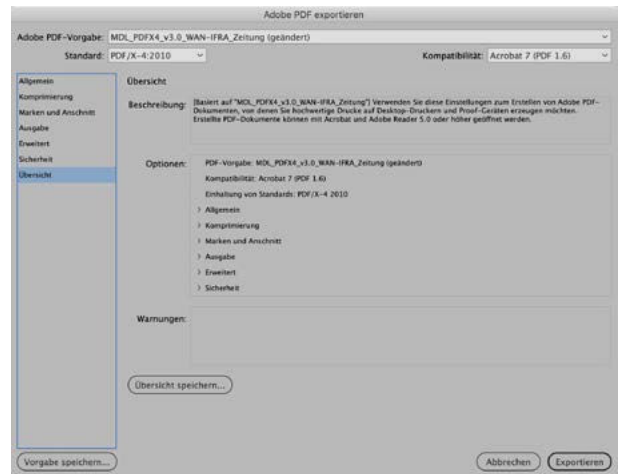 Adobe PDF exportieren
Adobe PDF-Vorgabe: MDL_PDFX4_v3.0_WAN-IFRA_Zeitung (geändert)
Standard: PDF/X-4:2010
Kompatibilität: Acrobat 7 (PDF 1.6)
Allgemein
Komprimierung
Marken und Anschnitt
Ausgabe
Erweitert
Sicherheit
Übersicht
Übersicht
Beschreibung: [Basiert auf "MDL_PDFX4_v3.0_WAN-IFRA_Zeitung"] Verwenden Sie diese Einstellungen zum Erstellen von Adobe PDF-
Dokumenten, von denen Sie hochwertige Drucke auf Desktop-Druckern und Proof-Geräten erzeugen möchten.
Erstellte PDF-Dokumente können mit Acrobat und Adobe Reader 5.0 oder höher geöffnet werden.
Optionen: PDF-Vorgabe: MDL_PDFX4_v3.0_WAN-IFRA_Zeitung (geändert)
Kompatibilität: Acrobat 7 (PDF 1.6)
Einhaltung von Standards: PDF/X-4 2010
> Allgemein
> Komprimierung
> Marken und Anschnitt
> Ausgabe
> Erweitert
> Sicherheit
Warnungen:
Übersicht speichern...
Vorgabe speichern...
Abbrechen
Exportieren